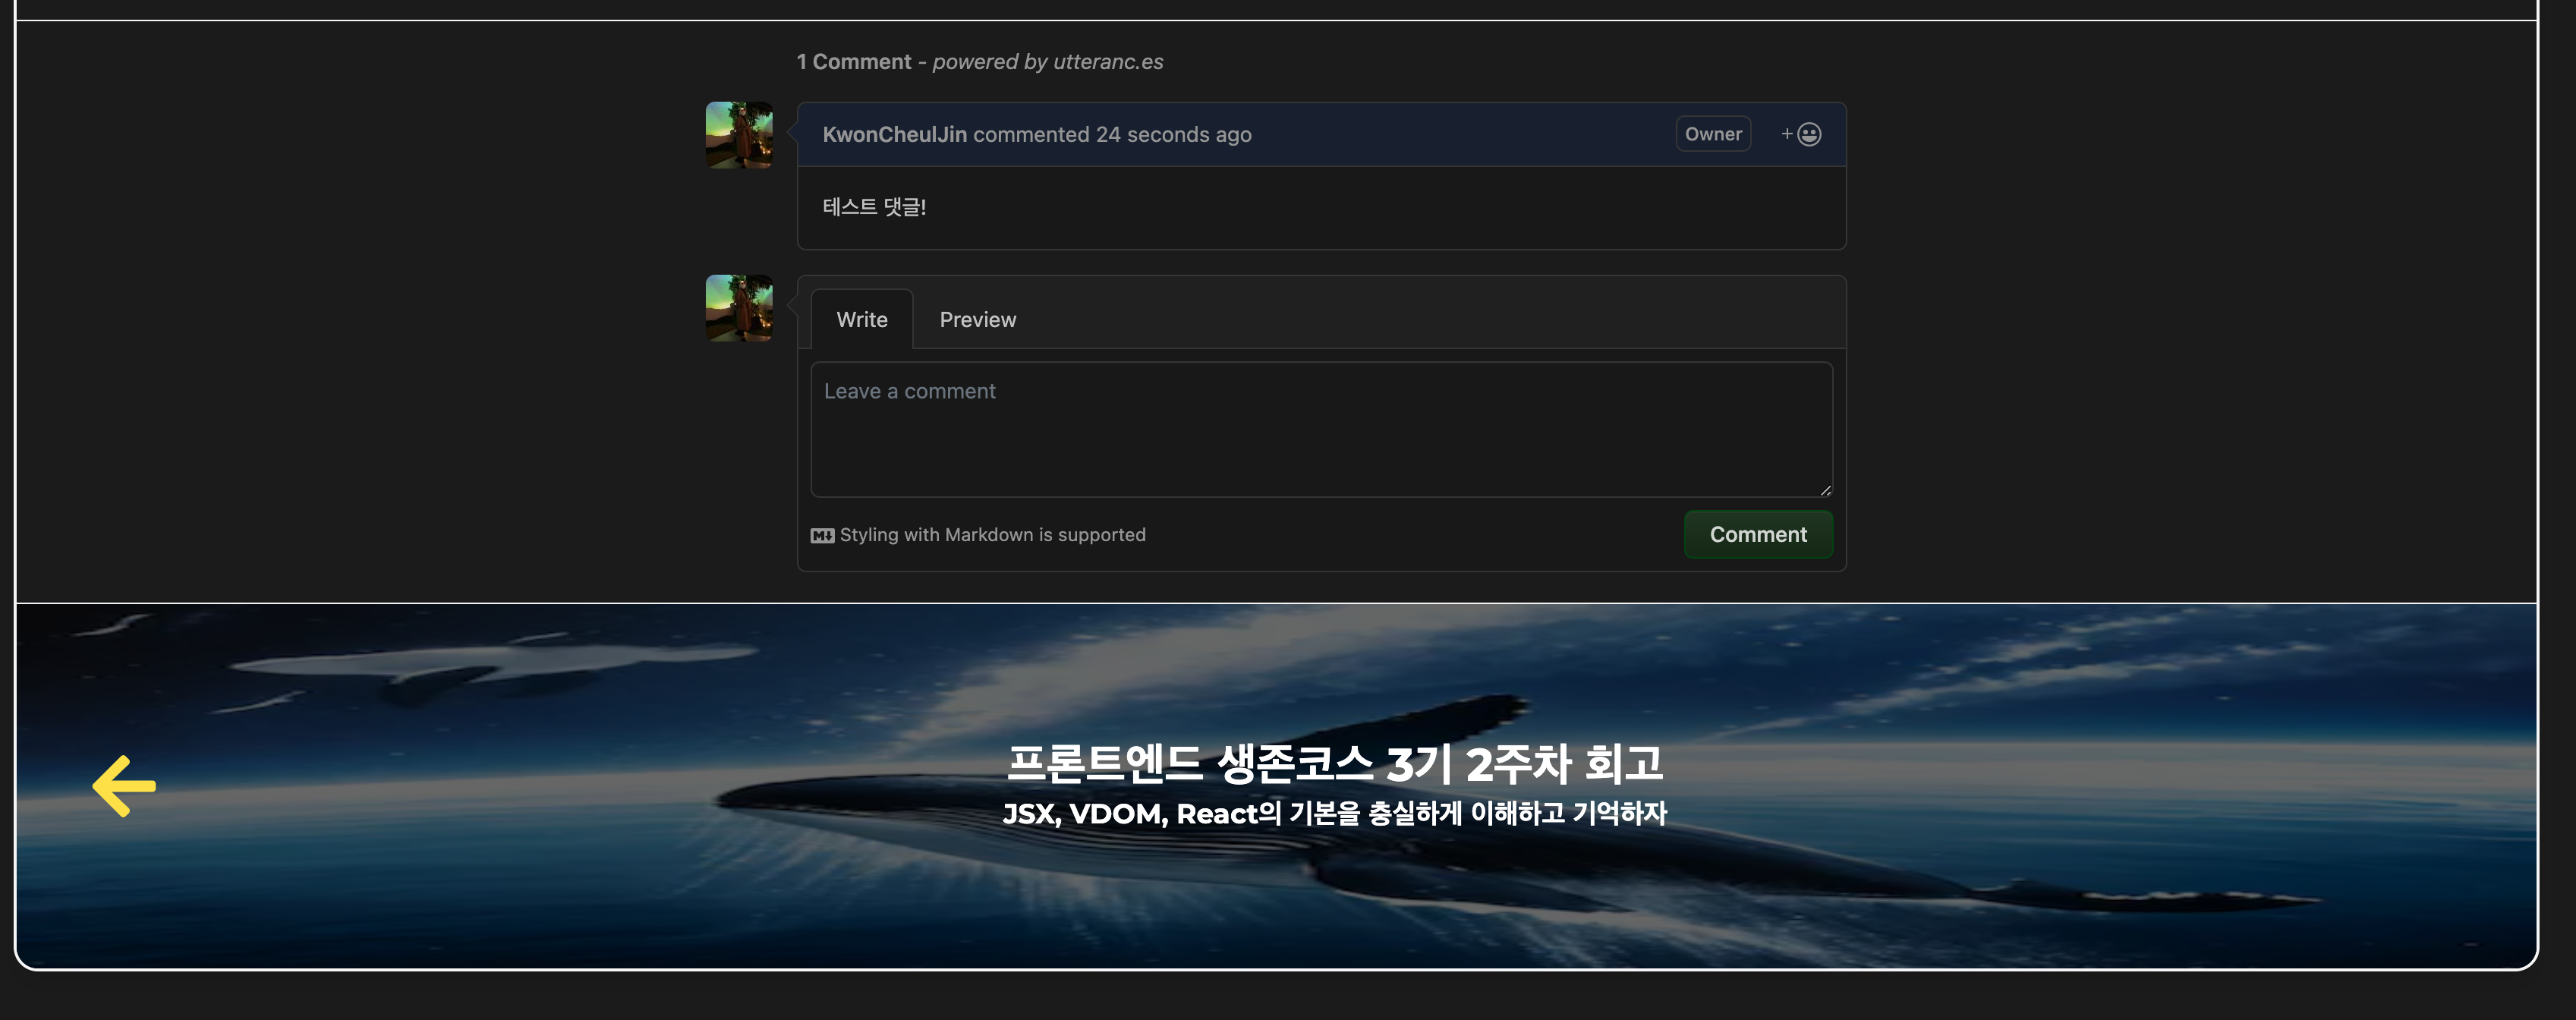 1 Comment - powered by utteranc.es
KwonCheulJin commented 24 seconds ago
Owner
테스트 댓글!
Write
Preview
Leave a comment
Styling with Markdown is supported
Comment
프론트엔드 생존코스 3기 2주차 회고
JSX, VDOM, React의 기본을 충실하게 이해하고 기억하자